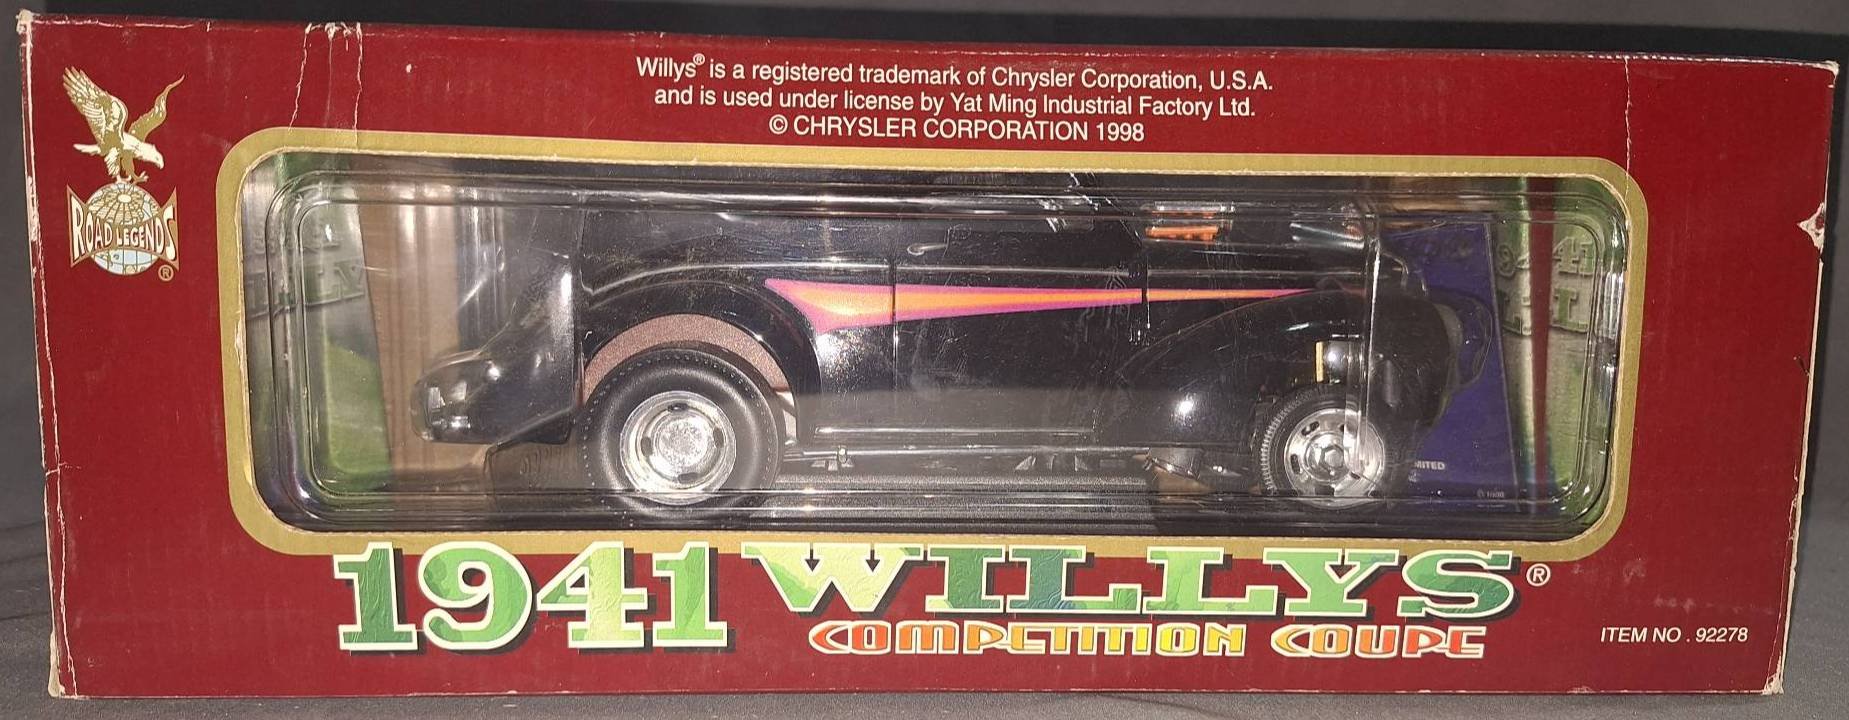 Willys® is a registered trademark of Chrysler Corporation, U.S.A.
and is used under license by Yat Ming Industrial Factory Ltd.
© CHRYSLER CORPORATION 1998
ROAD LEGENDS
®
1941 WILLYS®
COMPETITION COUPE
ITEM NO . 92278